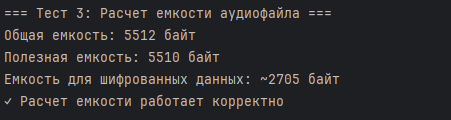 === Тест 3: Расчет емкости аудиофайла ===
Общая емкость: 5512 байт
Полезная емкость: 5510 байт
Емкость для шифрованных данных: ~2705 байт
✓ Расчет емкости работает корректно